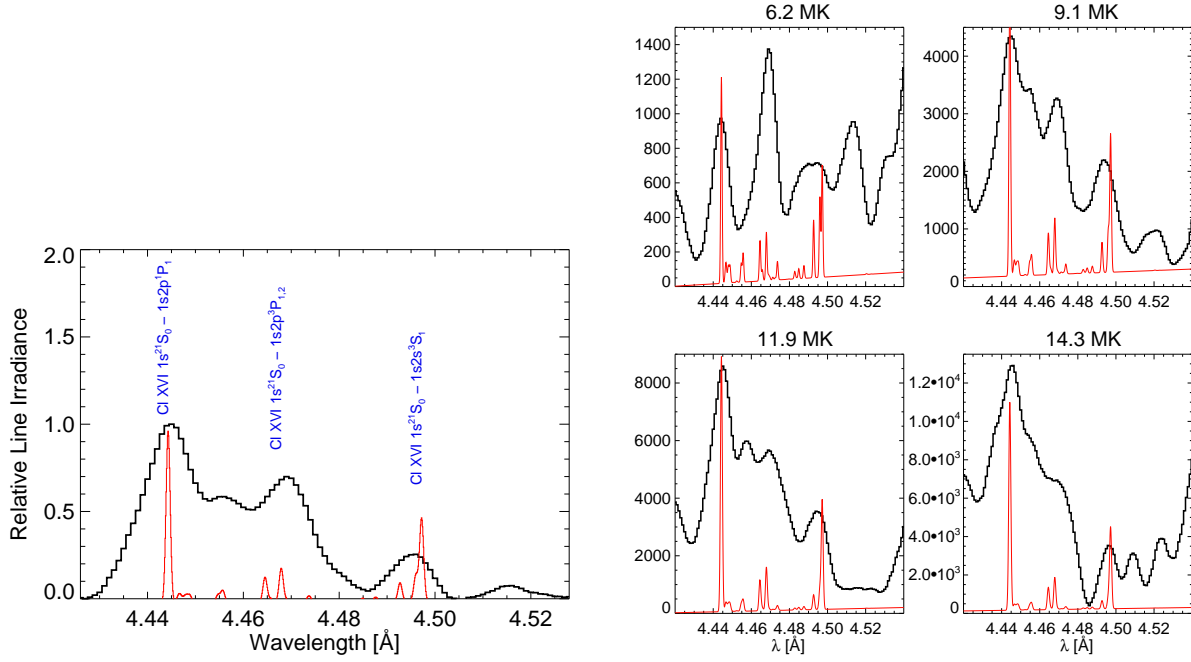 2.0
1.5
1.0
0.5
0.0
Relative Line Irradiance
Cl XVI 1s²¹S₀ − 1s2p¹P₁
Cl XVI 1s²¹S₀ − 1s2p³P₁,₂
Cl XVI 1s²¹S₀ − 1s2s³S₁
4.44 4.46 4.48 4.50 4.52
Wavelength [Å]
6.2 MK
1400
1200
1000
800
600
400
200
0
4.44 4.46 4.48 4.50 4.52
9.1 MK
4000
3000
2000
1000
0
4.44 4.46 4.48 4.50 4.52
11.9 MK
8000
6000
4000
2000
0
4.44 4.46 4.48 4.50 4.52
λ [Å]
14.3 MK
1.2•10⁴
1.0•10⁴
8.0•10³
6.0•10³
4.0•10³
2.0•10³
0
4.44 4.46 4.48 4.50 4.52
λ [Å]